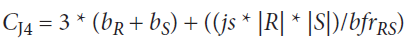 C_J4 = 3 * (b_R + b_S) + ((js * |R| * |S|)/bfr_RS)